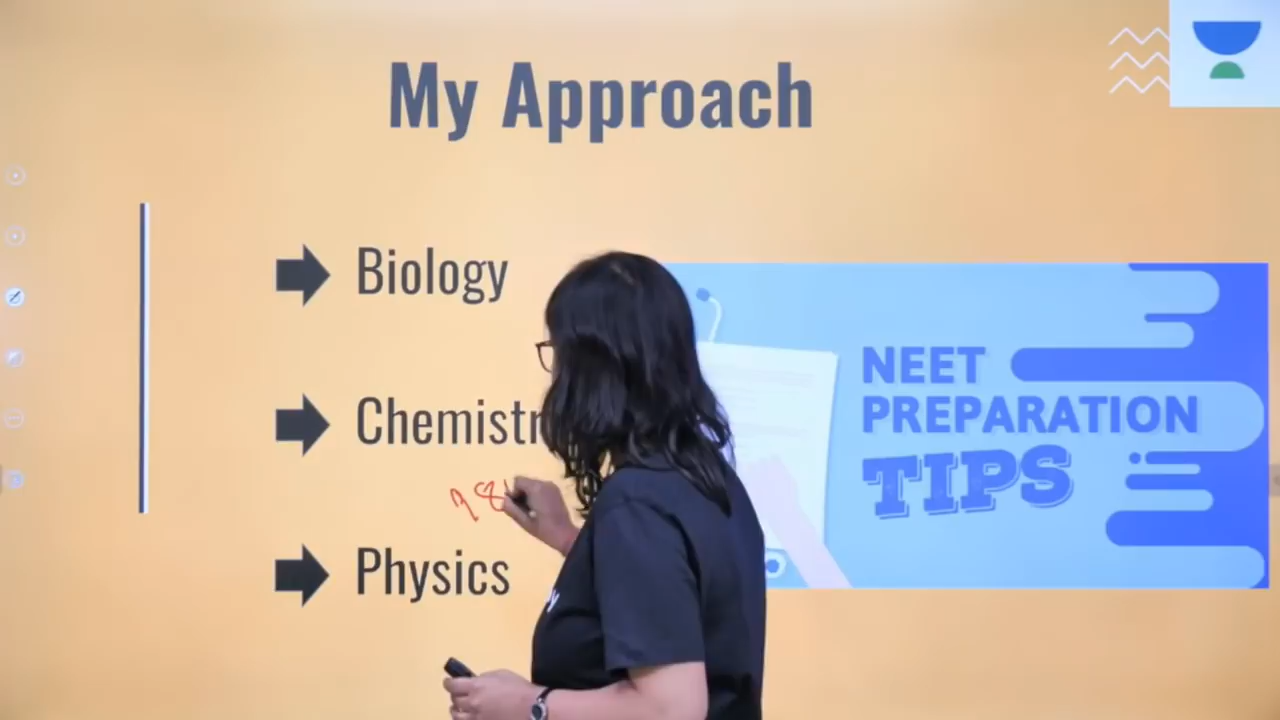 My Approach
Biology
Chemistr
Physics
NEET
PREPARATION
TIPS